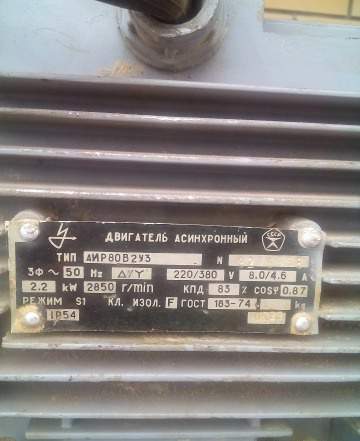 ДВИГАТЕЛЬ АСИНХРОННЫЙ
ТИП АИР80В2У3 N
3Ф~ 50 Hz Δ/Y 220/380 V 8.0/4.6 A
2.2 kW 2850 r/min КПД 83 % COSφ 0.87
РЕЖИМ S1 КЛ. ИЗОЛ. F ГОСТ 183-74 kg
IP54